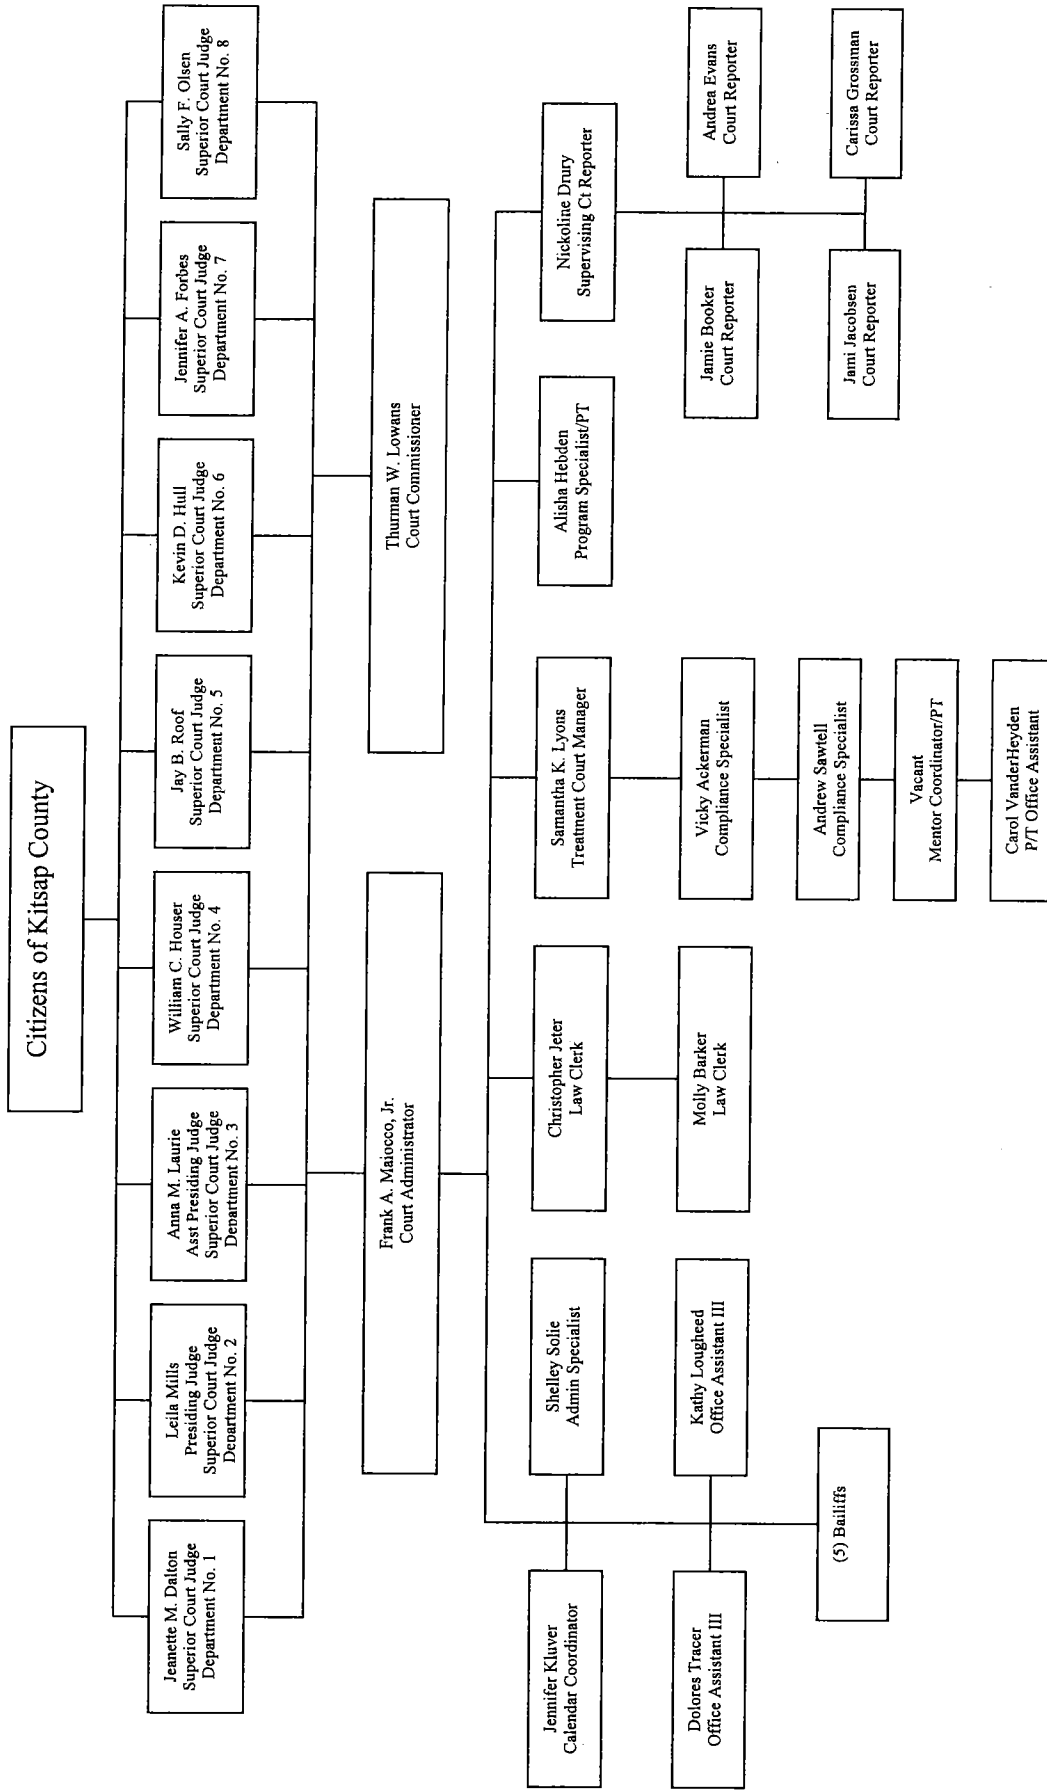 Citizens of Kitsap County
Jeanette M. Dalton
Superior Court Judge
Department No. 1
Leila Mills
Presiding Judge
Superior Court Judge
Department No. 2
Anna M. Laurie
Asst Presiding Judge
Superior Court Judge
Department No. 3
William C. Houser
Superior Court Judge
Department No. 4
Jay B. Roof
Superior Court Judge
Department No. 5
Kevin D. Hull
Superior Court Judge
Department No. 6
Jennifer A. Forbes
Superior Court Judge
Department No. 7
Sally F. Olsen
Superior Court Judge
Department No. 8
Frank A. Maiocco, Jr.
Court Administrator
Thurman W. Lowans
Court Commissioner
Jennifer Kluver
Calendar Coordinator
Shelley Solie
Admin Specialist
Christopher Jeter
Law Clerk
Samantha K. Lyons
Treatment Court Manager
Alisha Hebden
Program Specialist/PT
Nickoline Drury
Supervising Ct Reporter
Dolores Tracer
Office Assistant III
Kathy Lougheed
Office Assistant III
Molly Barker
Law Clerk
Vicky Ackerman
Compliance Specialist
Jamie Booker
Court Reporter
Andrea Evans
Court Reporter
(5) Bailiffs
Andrew Sawtell
Compliance Specialist
Jami Jacobsen
Court Reporter
Carissa Grossman
Court Reporter
Vacant
Mentor Coordinator/PT
Carol VanderHeyden
P/T Office Assistant